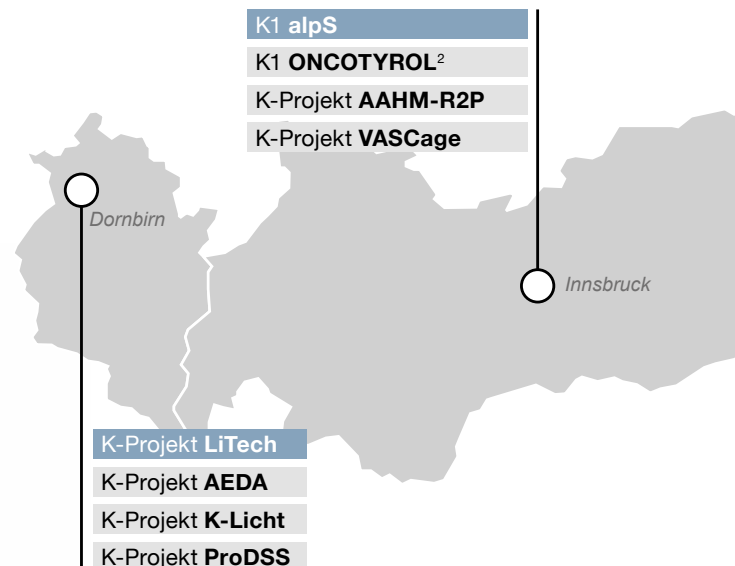 K1 alpS
K1 ONCOTYROL²
K-Projekt AAHM-R2P
K-Projekt VASCage
Dornbirn
Innsbruck
K-Projekt LiTech
K-Projekt AEDA
K-Projekt K-Licht
K-Projekt ProDSS